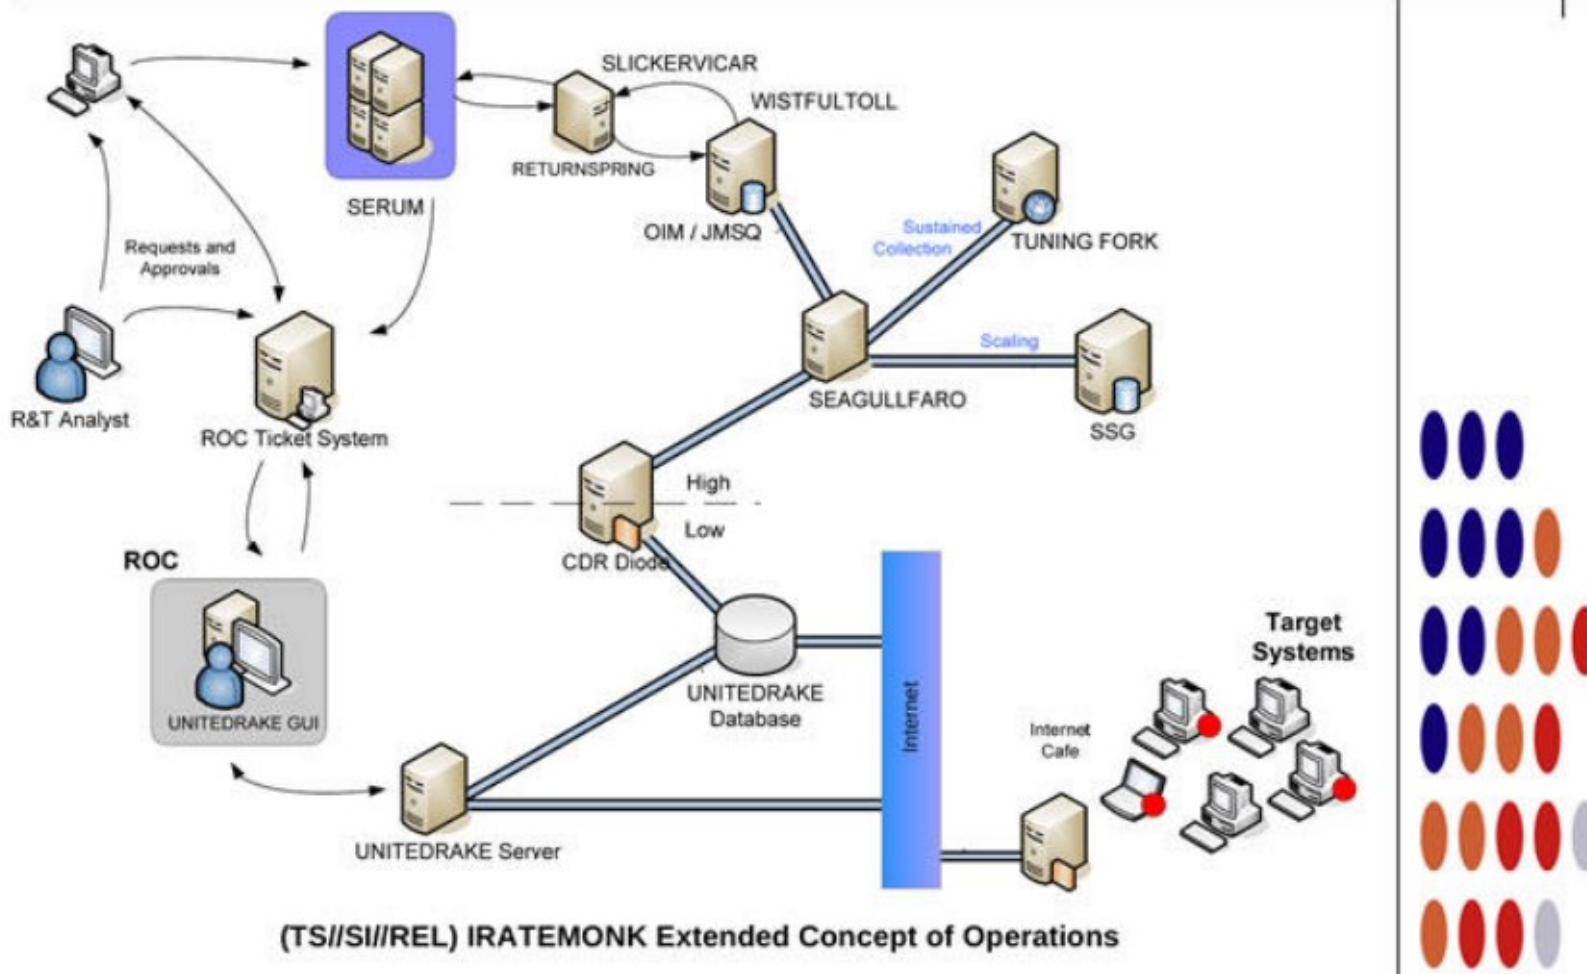 SLICKERVICAR
WISTFULTOLL
RETURNSPRING
SERUM
OIM / JMSQ
Sustained
Collection
TUNING FORK
Requests and
Approvals
Scaling
SEAGULLFARO
R&T Analyst
ROC Ticket System
SSG
High
Low
CDR Diode
ROC
UNITEDRAKE GUI
UNITEDRAKE
Database
Internet
Target
Systems
Internet
Cafe
UNITEDRAKE Server
(TS//SI//REL) IRATEMONK Extended Concept of Operations